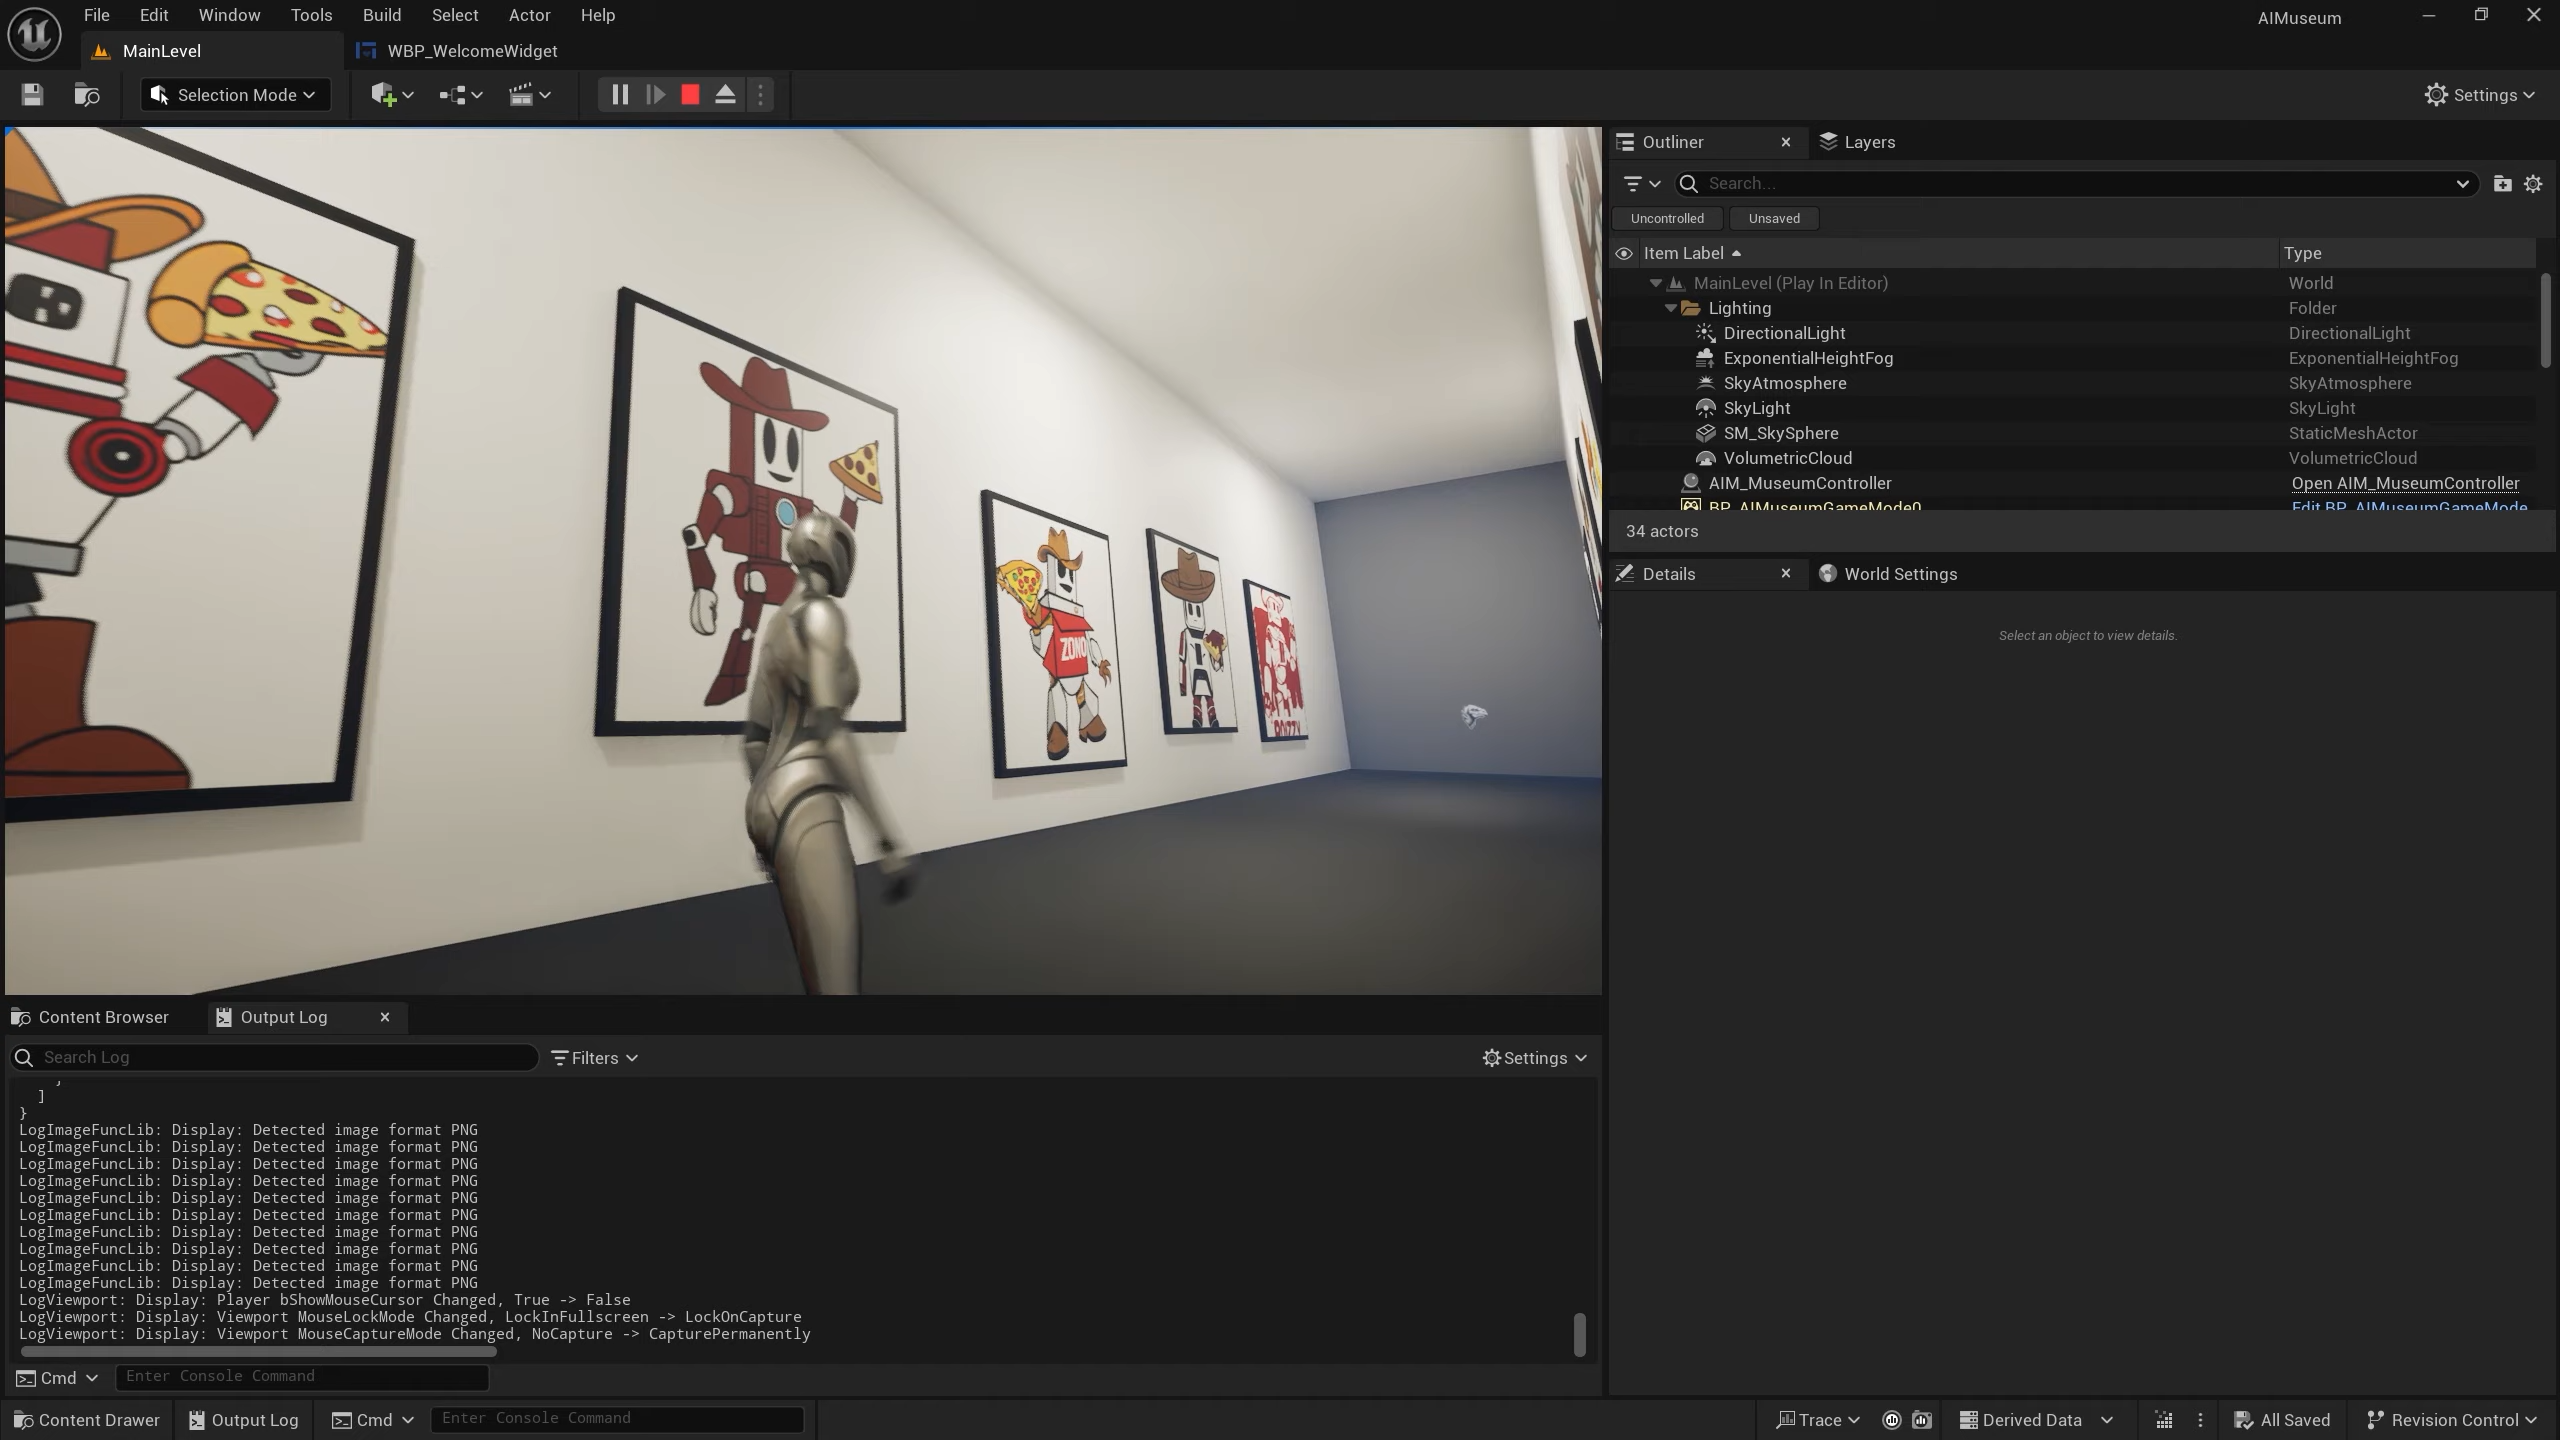 File Edit Window Tools Build Select Actor Help
AIMuseum
MainLevel
WBP_WelcomeWidget
Selection Mode
Settings
Outliner
Layers
Search...
Uncontrolled
Unsaved
Item Label
Type
MainLevel (Play In Editor) World
Lighting Folder
DirectionalLight DirectionalLight
ExponentialHeightFog ExponentialHeightFog
SkyAtmosphere SkyAtmosphere
SkyLight SkyLight
SM_SkySphere StaticMeshActor
VolumetricCloud VolumetricCloud
AIM_MuseumController Open AIM_MuseumController
BP_AIMuseumGameMode0 Edit BP_AIMuseumGameMode
34 actors
Details
World Settings
Select an object to view details.
ZONO
Content Browser
Output Log
Search Log
Filters
Settings
]
}
LogImageFuncLib: Display: Detected image format PNG
LogImageFuncLib: Display: Detected image format PNG
LogImageFuncLib: Display: Detected image format PNG
LogImageFuncLib: Display: Detected image format PNG
LogImageFuncLib: Display: Detected image format PNG
LogImageFuncLib: Display: Detected image format PNG
LogImageFuncLib: Display: Detected image format PNG
LogImageFuncLib: Display: Detected image format PNG
LogImageFuncLib: Display: Detected image format PNG
LogImageFuncLib: Display: Detected image format PNG
LogViewport: Display: Player bShowMouseCursor Changed, True -> False
LogViewport: Display: Viewport MouseLockMode Changed, LockInFullscreen -> LockOnCapture
LogViewport: Display: Viewport MouseCaptureMode Changed, NoCapture -> CapturePermanently
Cmd
Enter Console Command
Content Drawer
Output Log
Cmd
Enter Console Command
Trace
Derived Data
All Saved
Revision Control